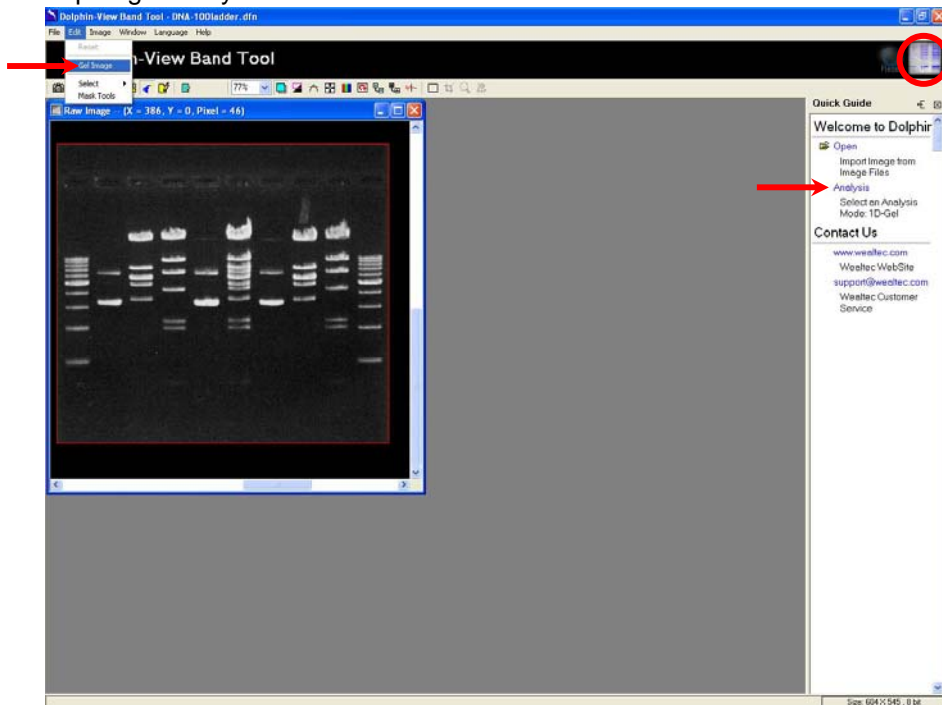 Dolphin-View Band Tool - DNA-100ladder.dfn
File Edit Image Window Language Help
Reset
Gel Image
Select
Mask Tools
n-View Band Tool
77%
Raw Image -- (X = 386, Y = 0, Pixel = 46)
Quick Guide
Welcome to Dolphin
Open
Import Image from
Image Files
Analysis
Select an Analysis
Mode: 1D-Gel
Contact Us
www.wealtec.com
Wealtec WebSite
support@wealtec.com
Wealtec Customer
Service
Size: 604 X 545 , 8 bit